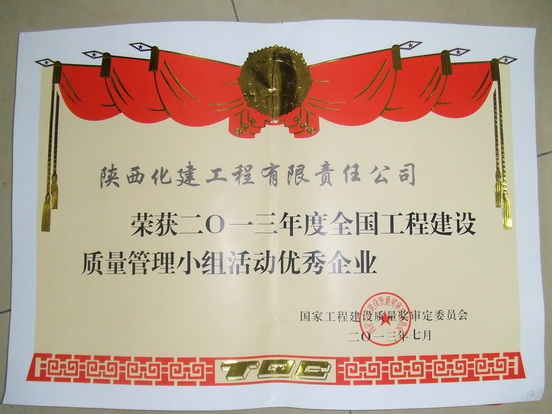 陕西化建工程有限责任公司
荣获二〇一三年度全国工程建设
质量管理小组活动优秀企业
国家工程建设质量奖审定委员会
二〇一三年七月
TQC